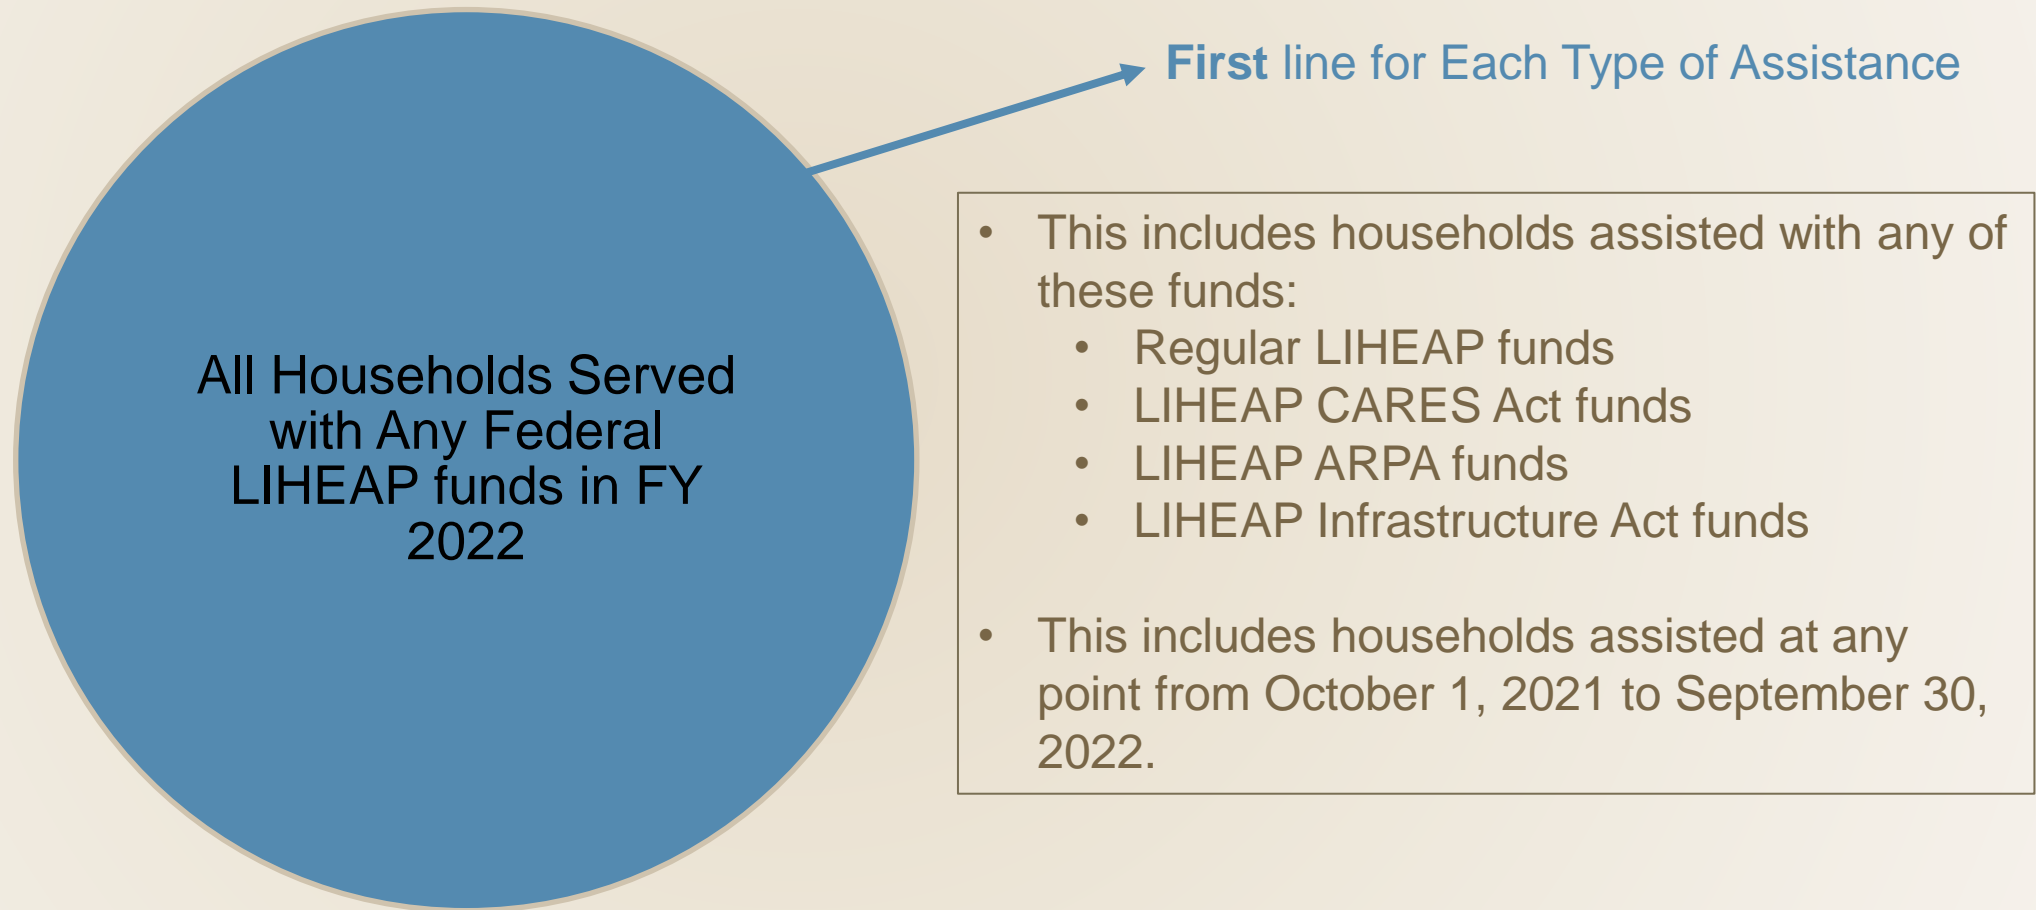 First line for Each Type of Assistance
All Households Served
with Any Federal
LIHEAP funds in FY
2022
• This includes households assisted with any of
these funds:
• Regular LIHEAP funds
• LIHEAP CARES Act funds
• LIHEAP ARPA funds
• LIHEAP Infrastructure Act funds
• This includes households assisted at any
point from October 1, 2021 to September 30,
2022.